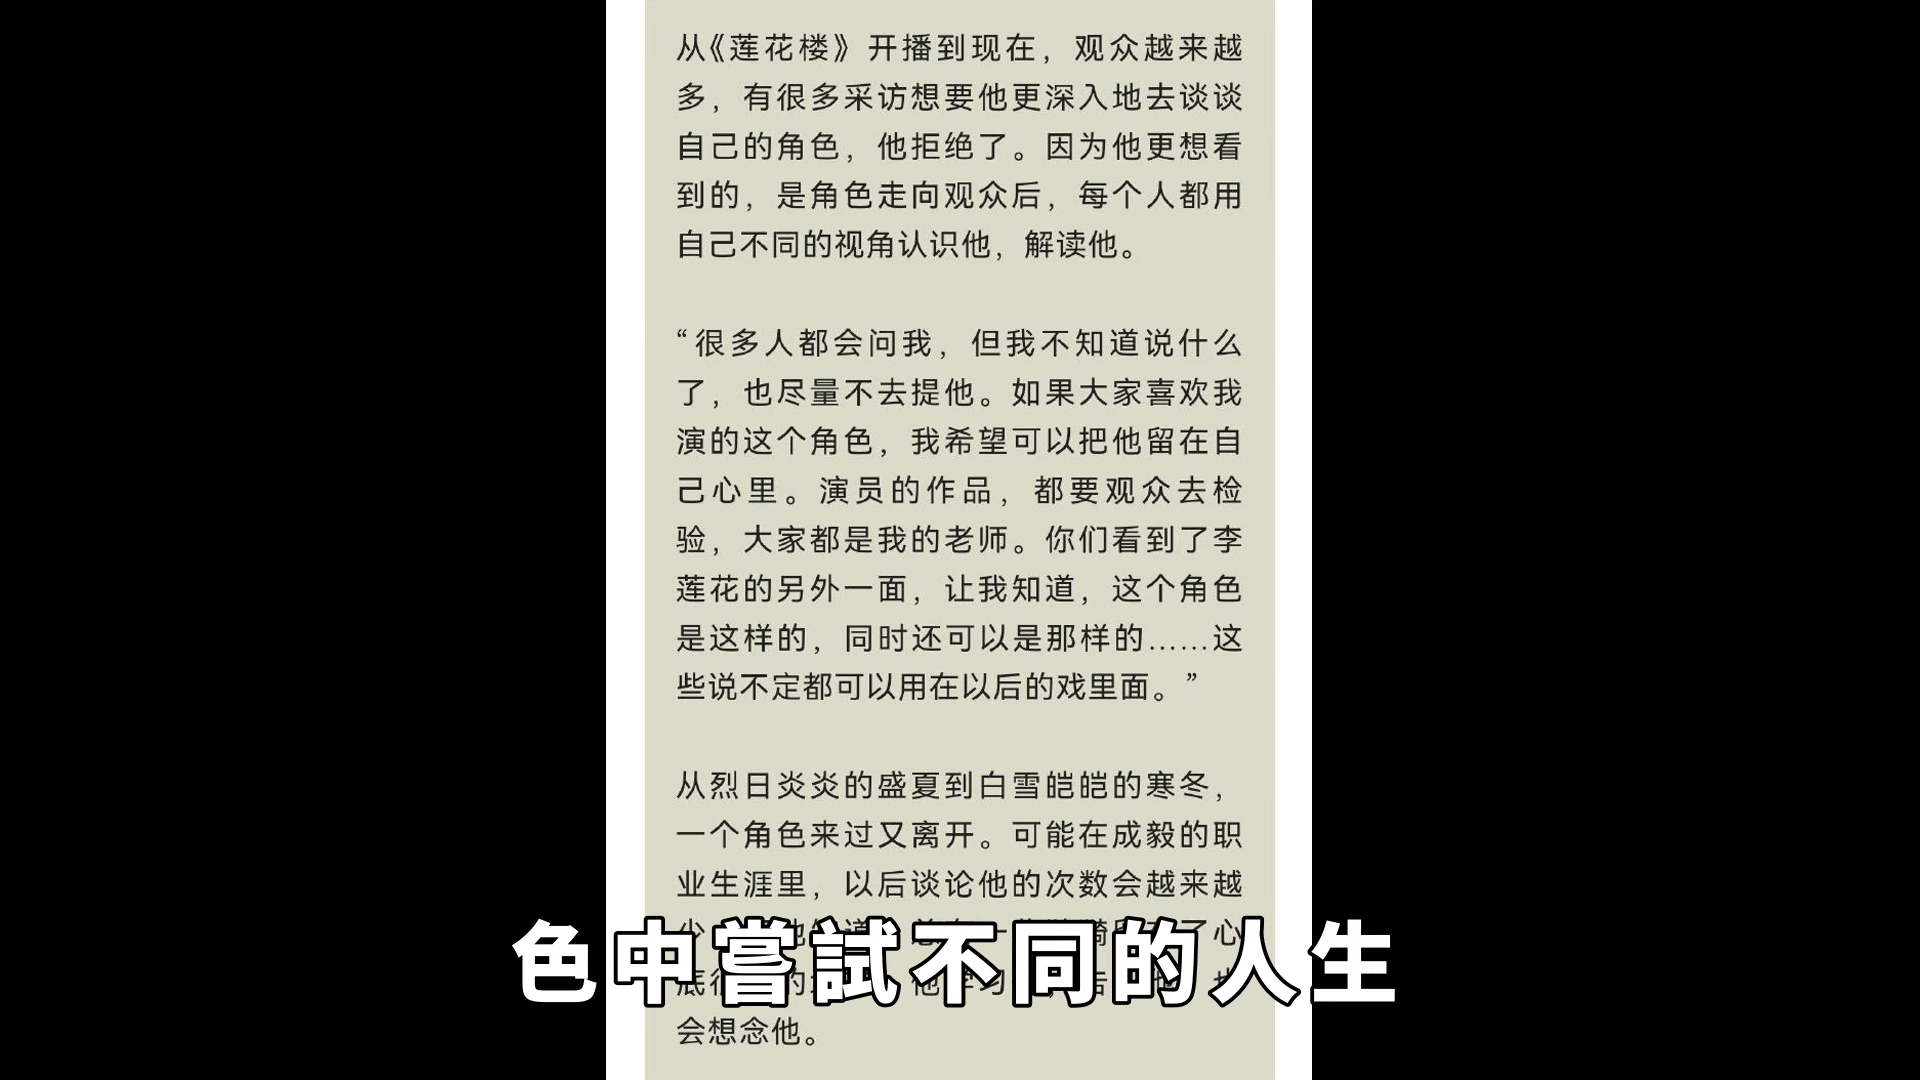 从《莲花楼》开播到现在，观众越来越
多，有很多采访想要他更深入地去谈谈
自己的角色，他拒绝了。因为他更想看
到的，是角色走向观众后，每个人都用
自己不同的视角认识他，解读他。
“很多人都会问我，但我不知道说什么
了，也尽量不去提他。如果大家喜欢我
演的这个角色，我希望可以把他留在自
己心里。演员的作品，都要观众去检
验，大家都是我的老师。你们看到了李
莲花的另外一面，让我知道，这个角色
是这样的，同时还可以是那样的……这
些说不定都可以用在以后的戏里面。”
从烈日炎炎的盛夏到白雪皑皑的寒冬，
一个角色来过又离开。可能在成毅的职
业生涯里，以后谈论他的次数会越来越
少 心
底 的 他 习
会想念他。
色中嘗試不同的人生